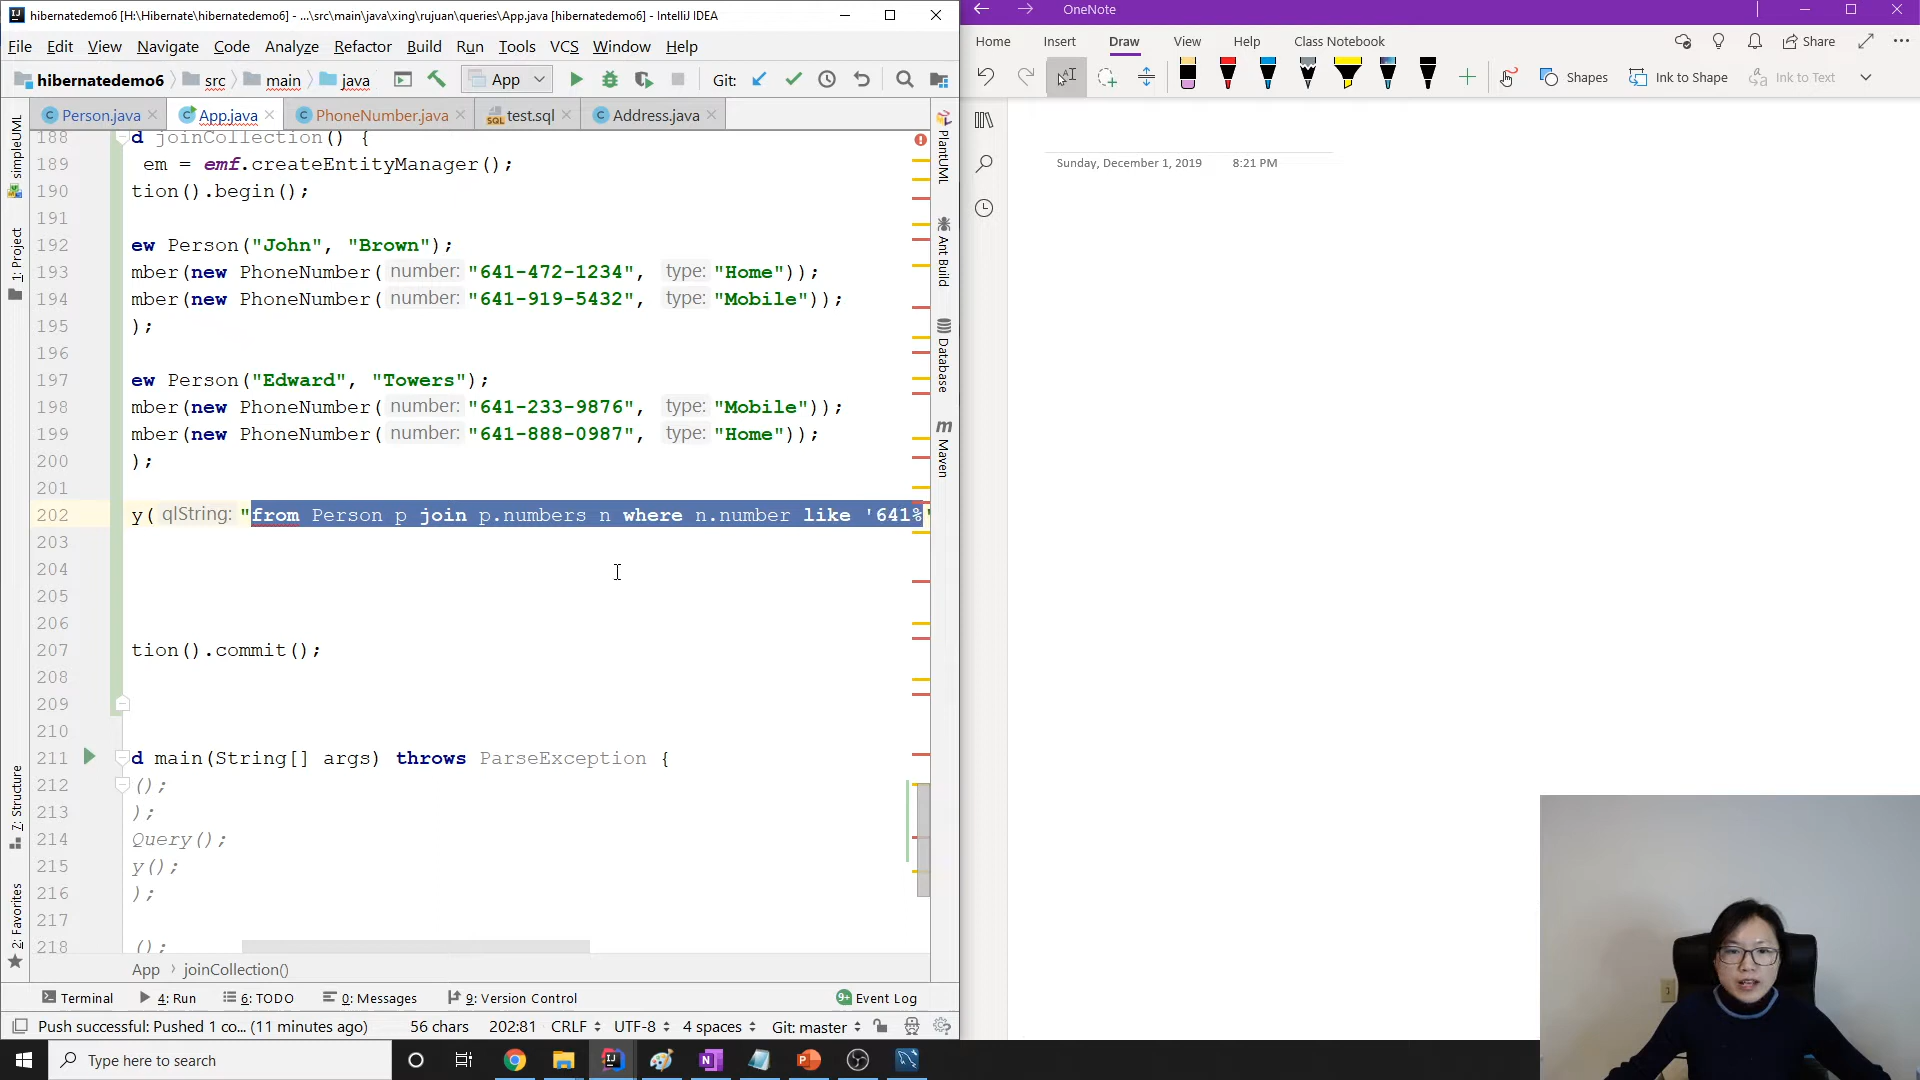 hibernatedemo6 [H:\Hibernate\hibernatedemo6] - ...\src\main\java\xing\rujuan\queries\App.java [hibernatedemo6] - IntelliJ IDEA
File Edit View Navigate Code Analyze Refactor Build Run Tools VCS Window Help
hibernatedemo6 src main java App Git:
Person.java App.java PhoneNumber.java test.sql Address.java
188 d joinCollection() {
189 em = emf.createEntityManager();
190 tion().begin();
191
192 ew Person("John", "Brown");
193 mber(new PhoneNumber( number: "641-472-1234", type: "Home"));
194 mber(new PhoneNumber( number: "641-919-5432", type: "Mobile"));
195 );
196
197 ew Person("Edward", "Towers");
198 mber(new PhoneNumber( number: "641-233-9876", type: "Mobile"));
199 mber(new PhoneNumber( number: "641-888-0987", type: "Home"));
200 );
201
202 y( qlString: "from Person p join p.numbers n where n.number like '641%'
203
204
205
206
207 tion().commit();
208
209
210
211 d main(String[] args) throws ParseException {
212 ();
213 );
214 Query();
215 y();
216 );
217
218 ();
App › joinCollection()
simpleUML
1: Project
7: Structure
2: Favorites
PlantUML
Ant Build
Database
Maven
Terminal 4: Run 6: TODO 0: Messages 9: Version Control 9+ Event Log
Push successful: Pushed 1 co... (11 minutes ago) 56 chars 202:81 CRLF UTF-8 4 spaces Git: master
Type here to search
OneNote
Home Insert Draw View Help Class Notebook Share
Shapes Ink to Shape Ink to Text
Sunday, December 1, 2019 8:21 PM